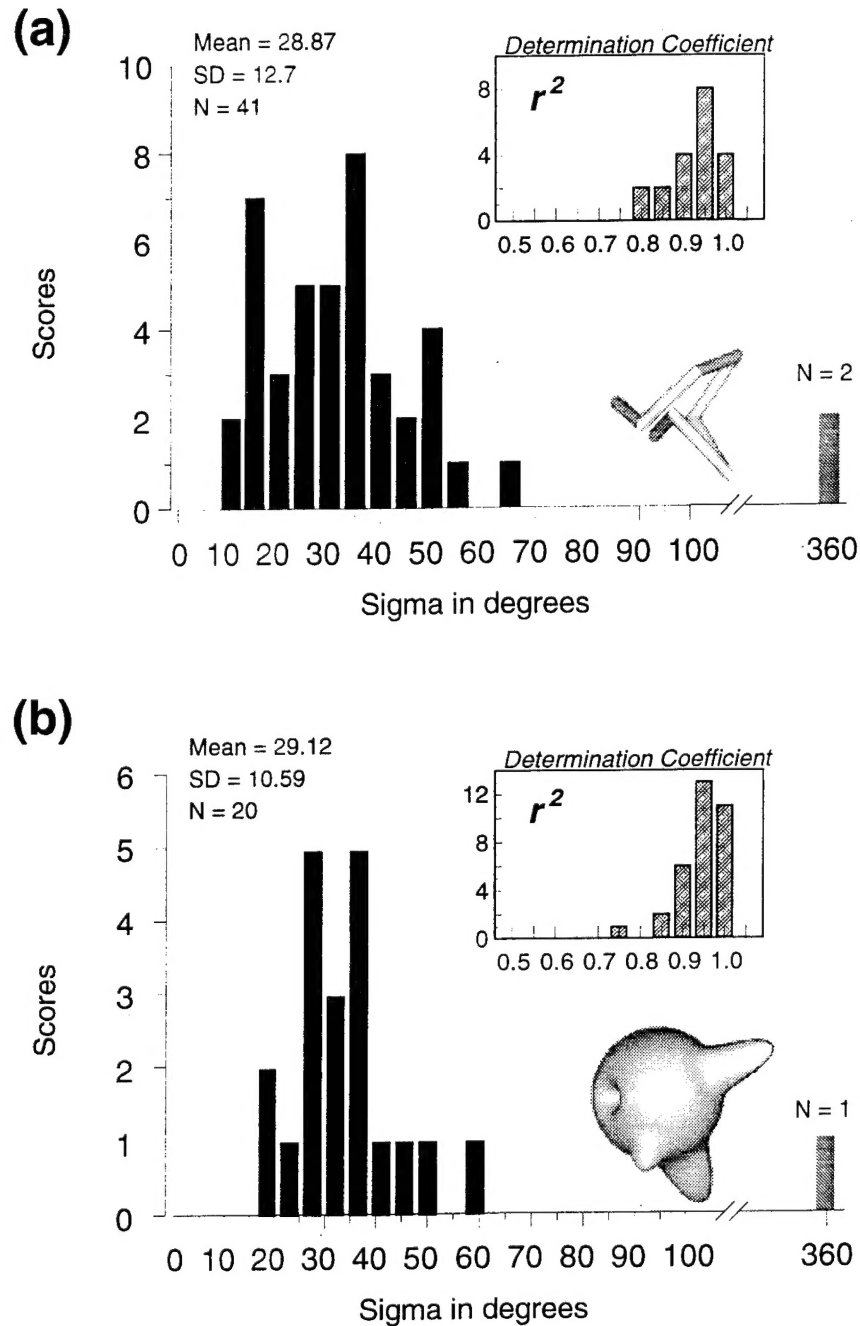 (a)
Mean = 28.87
SD = 12.7
N = 41
Determination Coefficient
r²
8
4
0
0.5 0.6 0.7 0.8 0.9 1.0
10
8
6
4
2
0
Scores
N = 2
0 10 20 30 40 50 60 70 80 90 100 360
Sigma in degrees
(b)
Mean = 29.12
SD = 10.59
N = 20
Determination Coefficient
r²
12
8
4
0
0.5 0.6 0.7 0.8 0.9 1.0
6
5
4
3
2
1
0
Scores
N = 1
0 10 20 30 40 50 60 70 80 90 100 360
Sigma in degrees